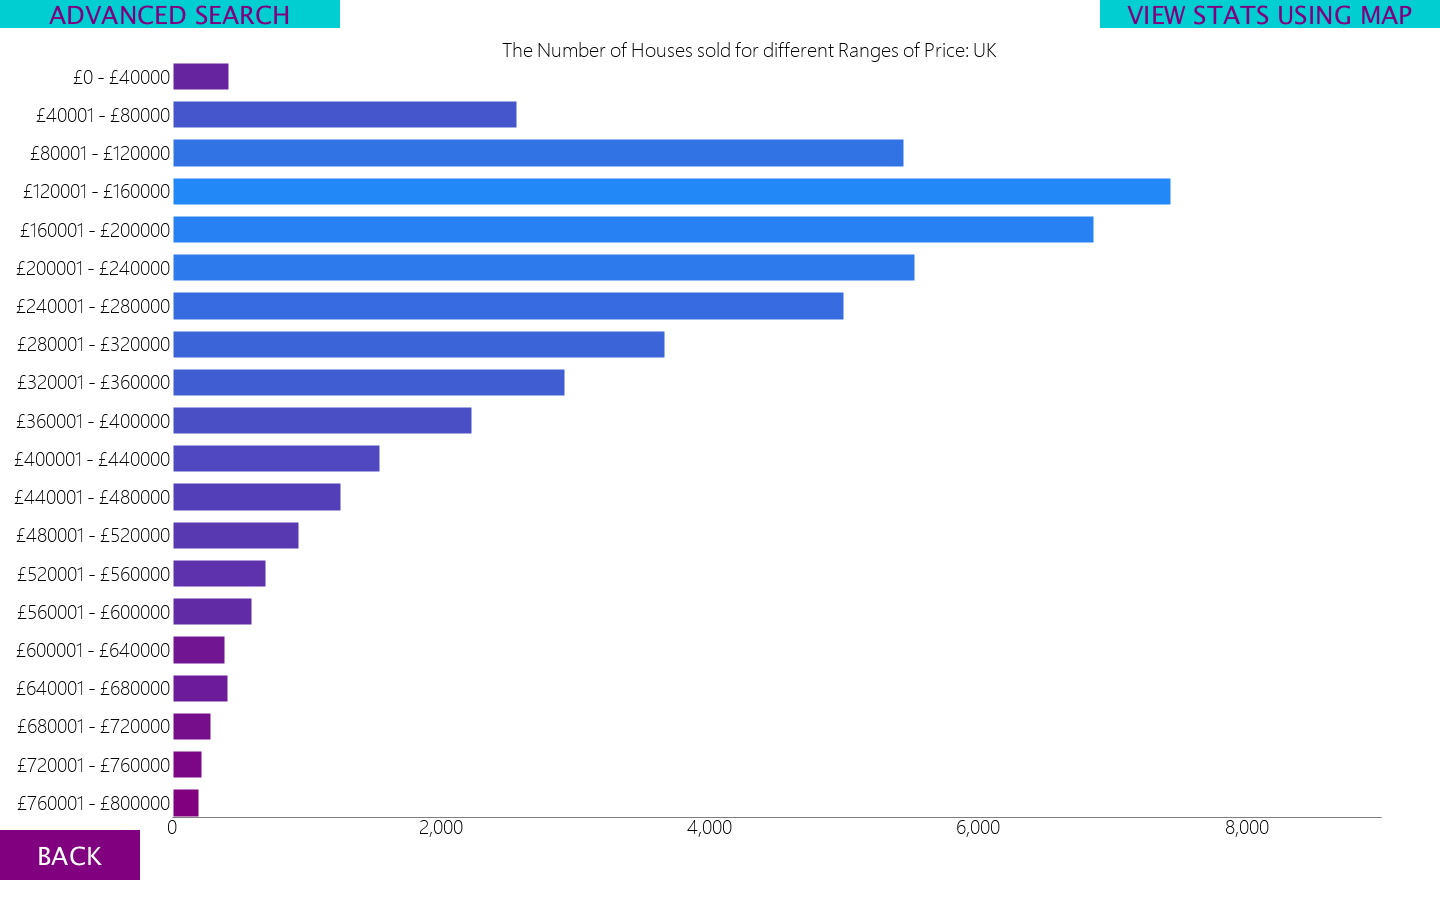 ADVANCED SEARCH
VIEW STATS USING MAP
The Number of Houses sold for different Ranges of Price: UK
£0 - £40000
£40001 - £80000
£80001 - £120000
£120001 - £160000
£160001 - £200000
£200001 - £240000
£240001 - £280000
£280001 - £320000
£320001 - £360000
£360001 - £400000
£400001 - £440000
£440001 - £480000
£480001 - £520000
£520001 - £560000
£560001 - £600000
£600001 - £640000
£640001 - £680000
£680001 - £720000
£720001 - £760000
£760001 - £800000
0 2,000 4,000 6,000 8,000
BACK